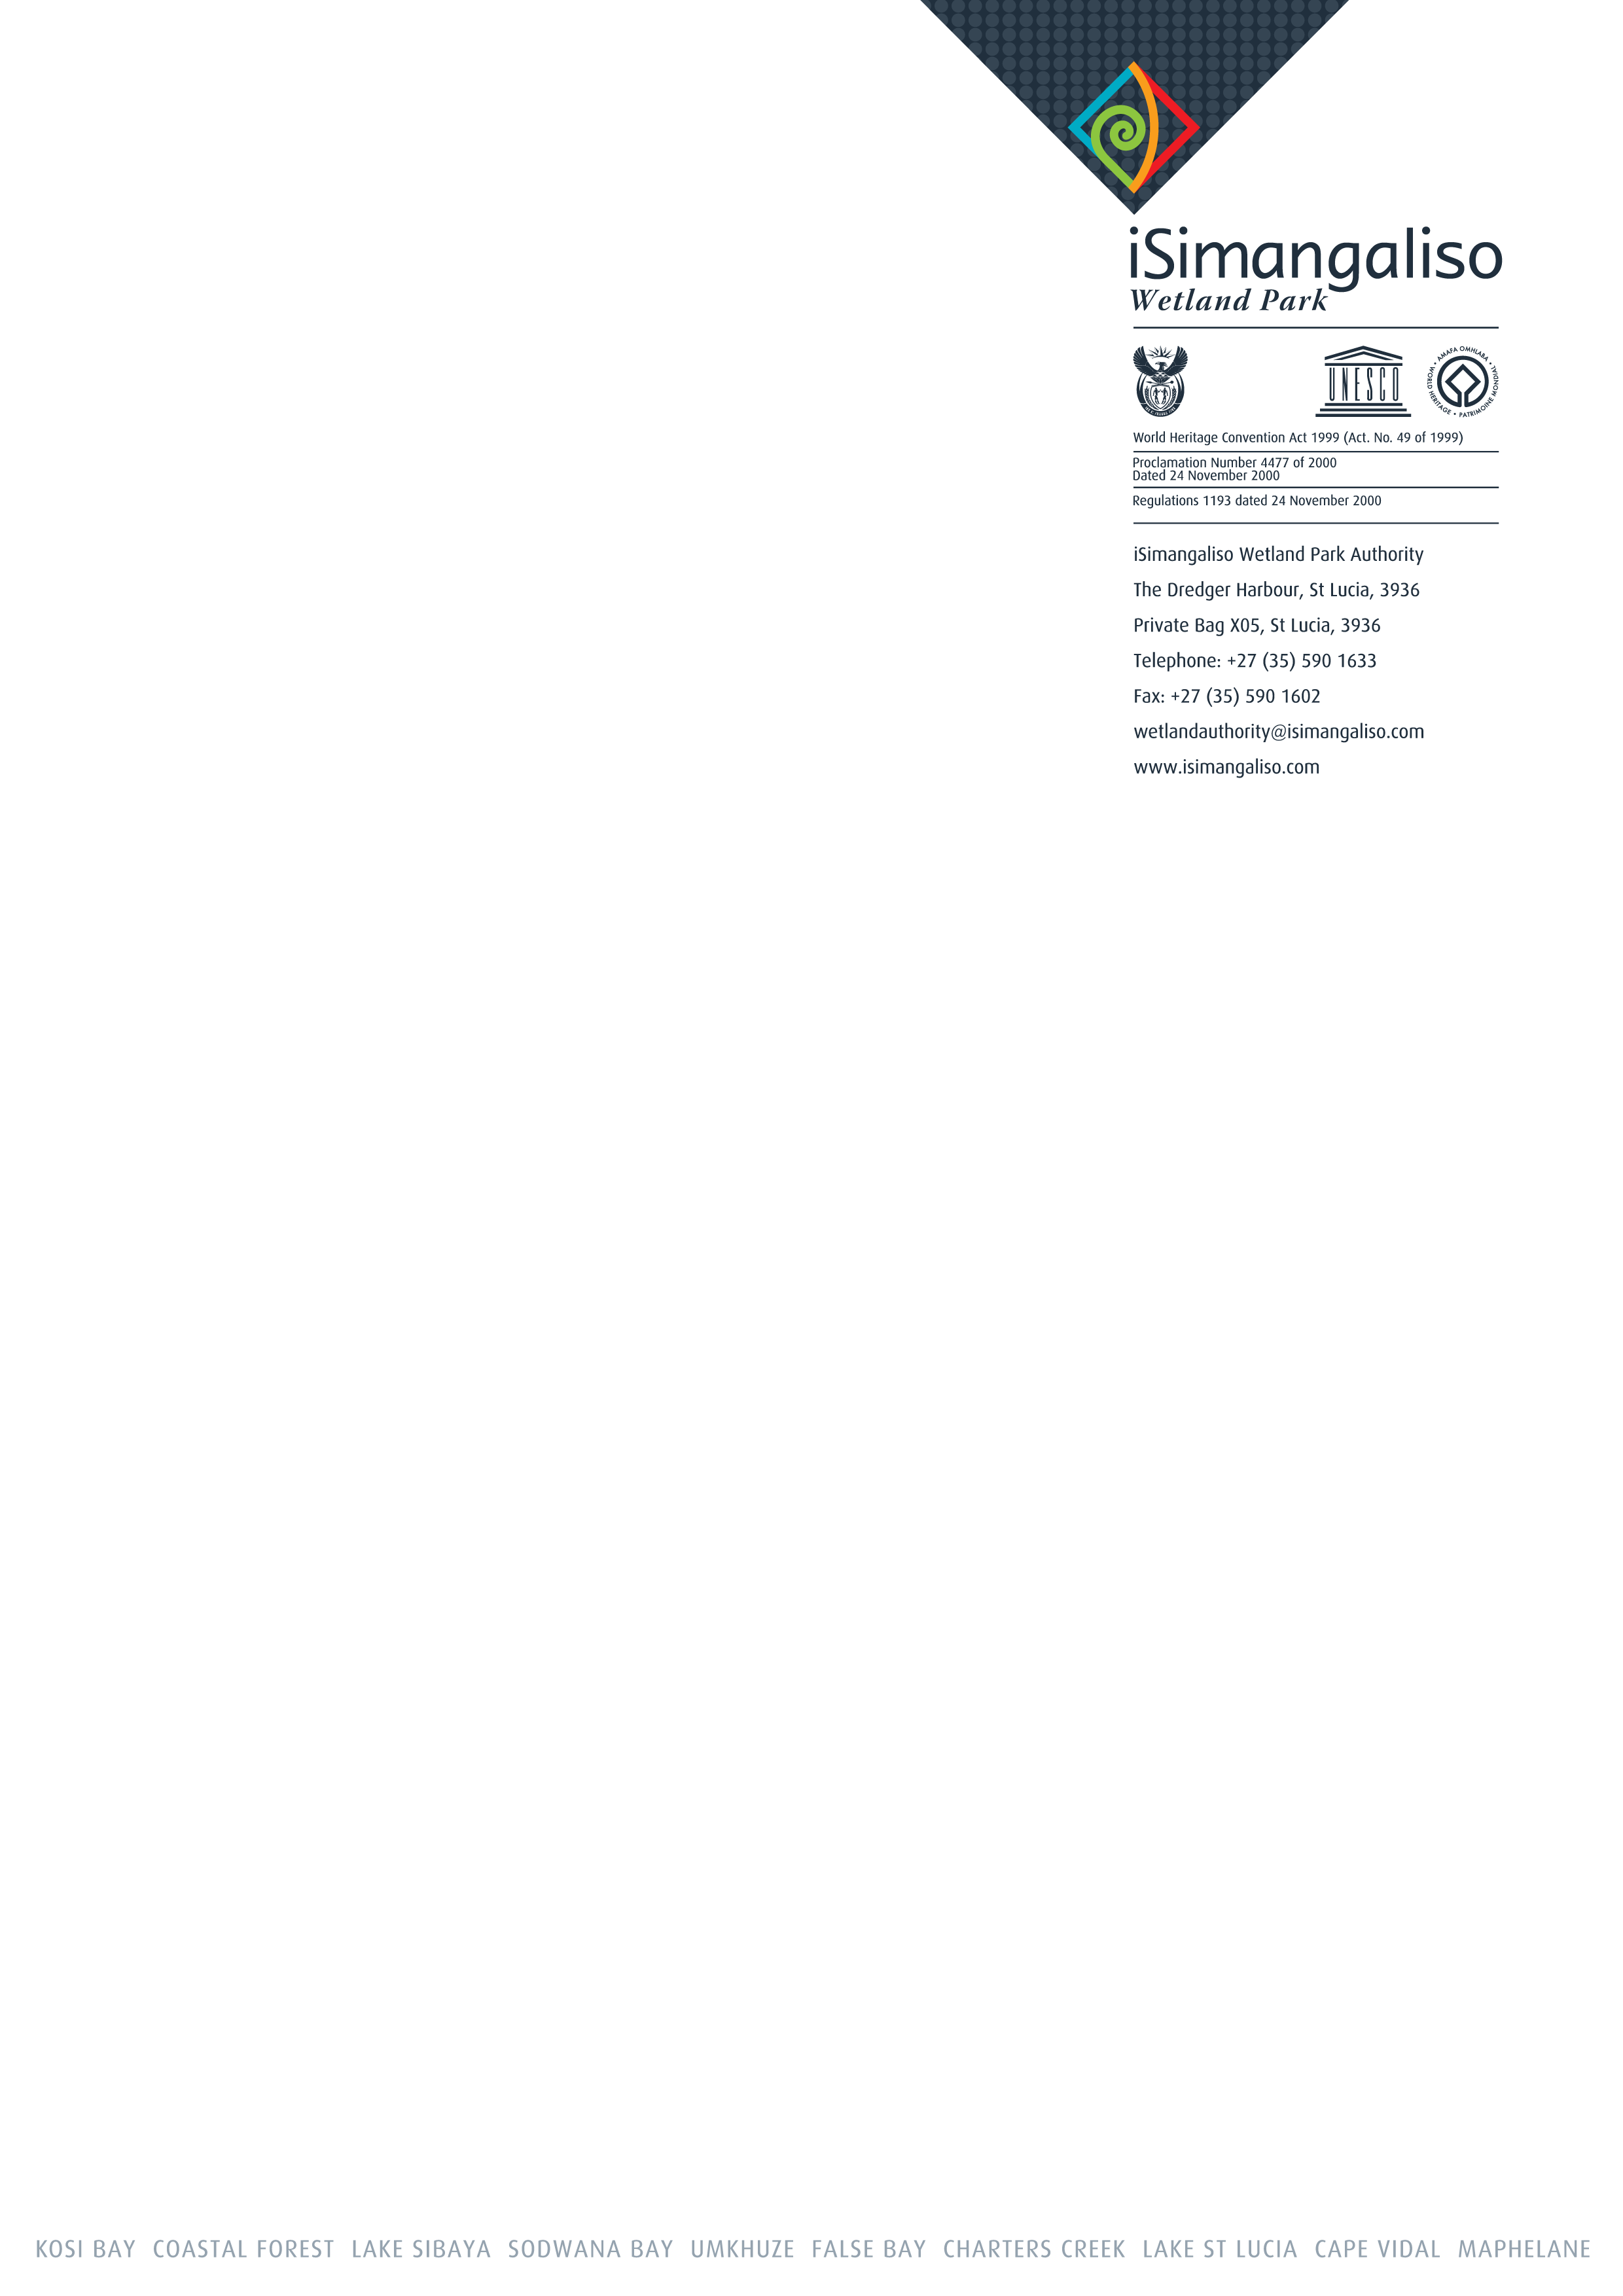 iSimangaliso
Wetland Park
UNESCO
AMAFA OMHLABA • WORLD HERITAGE • PATRIMOINE MONDIAL •
World Heritage Convention Act 1999 (Act. No. 49 of 1999)
Proclamation Number 4477 of 2000
Dated 24 November 2000
Regulations 1193 dated 24 November 2000
iSimangaliso Wetland Park Authority
The Dredger Harbour, St Lucia, 3936
Private Bag X05, St Lucia, 3936
Telephone: +27 (35) 590 1633
Fax: +27 (35) 590 1602
wetlandauthority@isimangaliso.com
www.isimangaliso.com
KOSI BAY COASTAL FOREST LAKE SIBAYA SODWANA BAY UMKHUZE FALSE BAY CHARTERS CREEK LAKE ST LUCIA CAPE VIDAL MAPHELANE